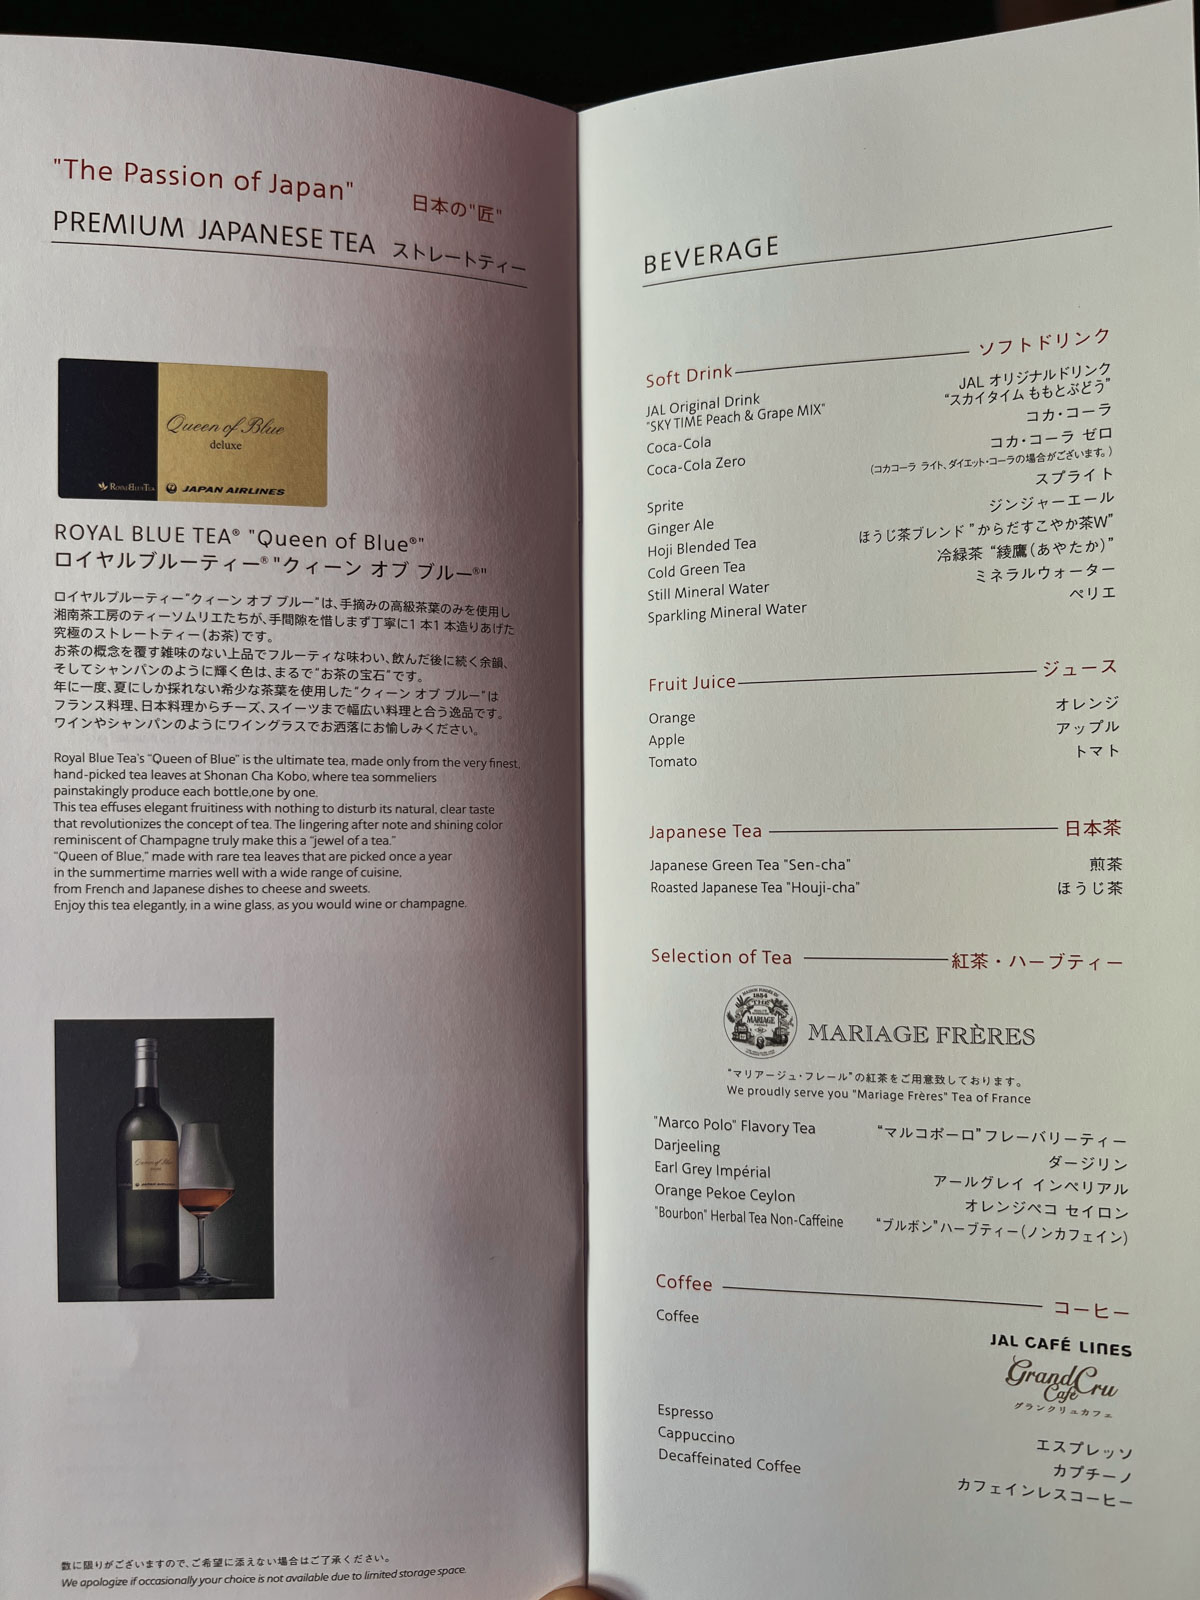 "The Passion of Japan" 日本の"匠"
PREMIUM JAPANESE TEA ストレートティー
Queen of Blue
deluxe
ROYALBLUETEA JAPAN AIRLINES
ROYAL BLUE TEA® "Queen of Blue®"
ロイヤルブルーティー®"クィーン オブ ブルー®"
ロイヤルブルーティー"クィーン オブ ブルー"は、手摘みの高級茶葉のみを使用し
湘南茶工房のティーソムリエたちが、手間隙を惜しまず丁寧に1本1本造りあげた
究極のストレートティー(お茶)です。
お茶の概念を覆す雑味のない上品でフルーティな味わい、飲んだ後に続く余韻、
そしてシャンパンのように輝く色は、まるで"お茶の宝石"です。
年に一度、夏にしか採れない希少な茶葉を使用した"クィーン オブ ブルー"は
フランス料理、日本料理からチーズ、スイーツまで幅広い料理と合う逸品です。
ワインやシャンパンのようにワイングラスでお洒落にお愉しみください。
Royal Blue Tea's "Queen of Blue" is the ultimate tea, made only from the very finest,
hand-picked tea leaves at Shonan Cha Kobo, where tea sommeliers
painstakingly produce each bottle,one by one.
This tea effuses elegant fruitiness with nothing to disturb its natural, clear taste
that revolutionizes the concept of tea. The lingering after note and shining color
reminiscent of Champagne truly make this a "jewel of a tea."
"Queen of Blue," made with rare tea leaves that are picked once a year
in the summertime marries well with a wide range of cuisine,
from French and Japanese dishes to cheese and sweets.
Enjoy this tea elegantly, in a wine glass, as you would wine or champagne.
Queen of Blue
JAPAN AIRLINES
数に限りがございますので、ご希望に添えない場合はご了承ください。
We apologize if occasionally your choice is not available due to limited storage space.
BEVERAGE
Soft Drink ソフトドリンク
JAL Original Drink JAL オリジナルドリンク
"SKY TIME Peach & Grape MIX" "スカイタイム ももとぶどう"
Coca-Cola コカ・コーラ
Coca-Cola Zero コカ・コーラ ゼロ
(コカコーラ ライト、ダイエット・コーラの場合がございます。)
Sprite スプライト
Ginger Ale ジンジャーエール
Hoji Blended Tea ほうじ茶ブレンド "からだすこやか茶W"
Cold Green Tea 冷緑茶 "綾鷹(あやたか)"
Still Mineral Water ミネラルウォーター
Sparkling Mineral Water ペリエ
Fruit Juice ジュース
Orange オレンジ
Apple アップル
Tomato トマト
Japanese Tea 日本茶
Japanese Green Tea "Sen-cha" 煎茶
Roasted Japanese Tea "Houji-cha" ほうじ茶
Selection of Tea 紅茶・ハーブティー
1854
MARIAGE
MARIAGE FRÈRES
"マリアージュ・フレール"の紅茶をご用意致しております。
We proudly serve you "Mariage Frères" Tea of France
"Marco Polo" Flavory Tea "マルコポーロ"フレーバリーティー
Darjeeling ダージリン
Earl Grey Impérial アールグレイ インペリアル
Orange Pekoe Ceylon オレンジペコ セイロン
"Bourbon" Herbal Tea Non-Caffeine "ブルボン"ハーブティー(ノンカフェイン)
Coffee コーヒー
Coffee
JAL CAFÉ LINES
Grand Cru
Café
グランクリュカフェ
Espresso エスプレッソ
Cappuccino カプチーノ
Decaffeinated Coffee カフェインレスコーヒー